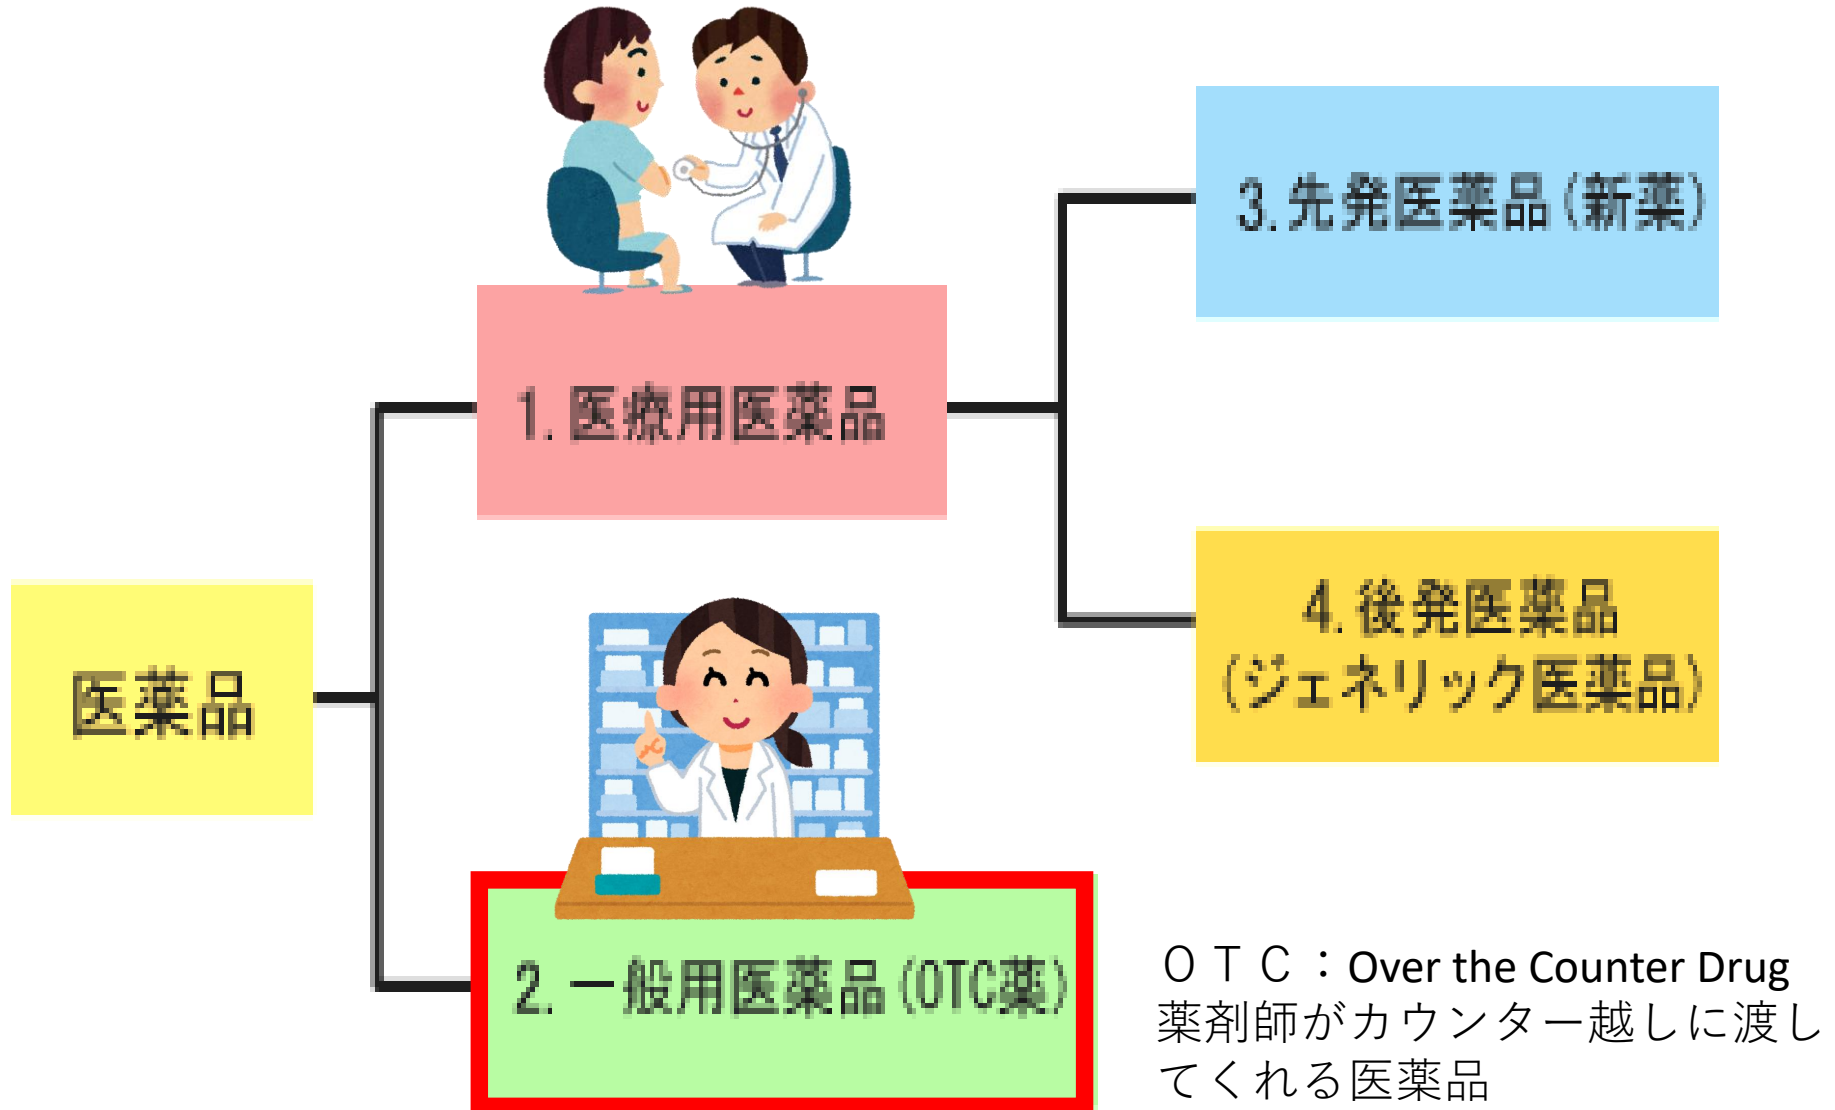 医薬品
1.医療用医薬品
2.一般用医薬品(OTC薬)
3.先発医薬品(新薬)
4.後発医薬品
(ジェネリック医薬品)
ＯＴＣ：Over the Counter Drug
薬剤師がカウンター越しに渡し
てくれる医薬品